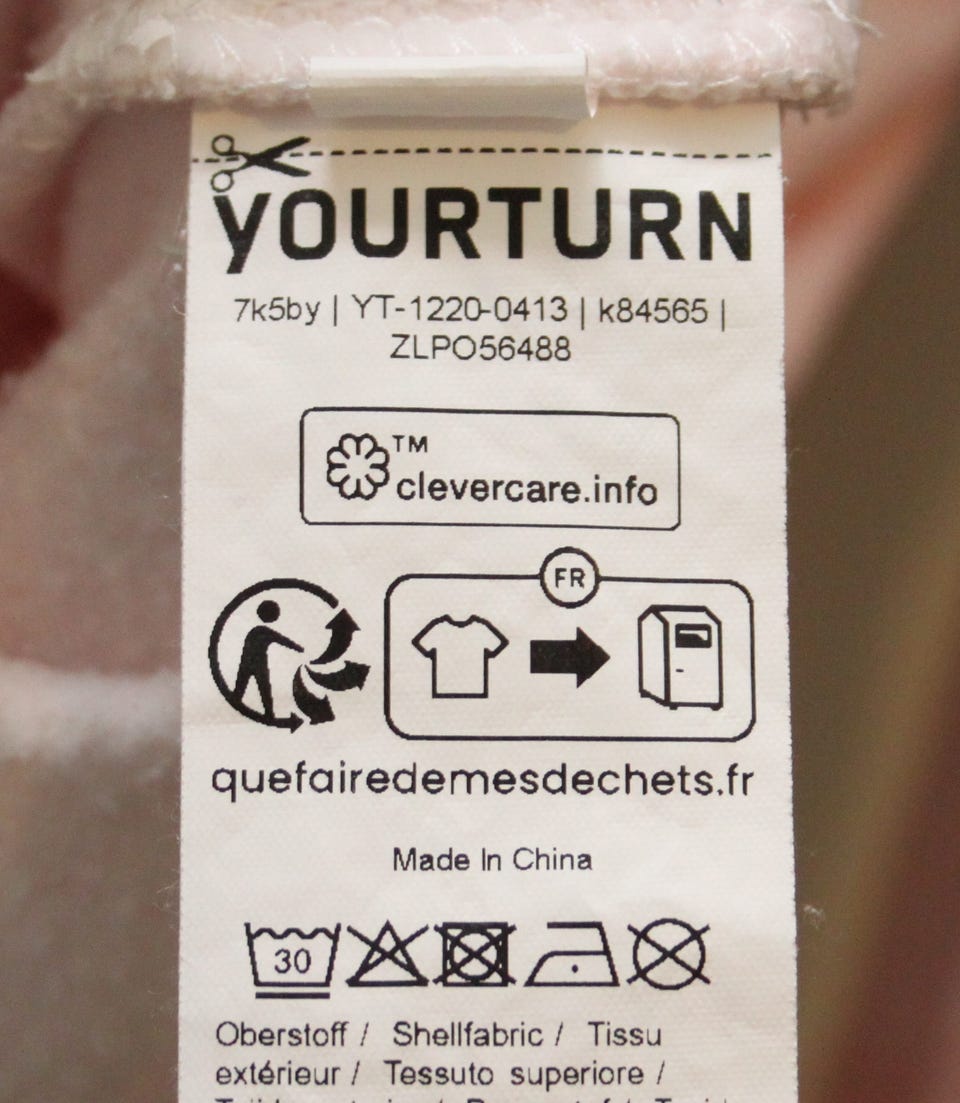 YOURTURN
7k5by | YT-1220-0413 | k84565 |
ZLPO56488
TM
clevercare.info
FR
quefairedemesdechets.fr
Made In China
30
Oberstoff / Shellfabric / Tissu
extérieur / Tessuto superiore /